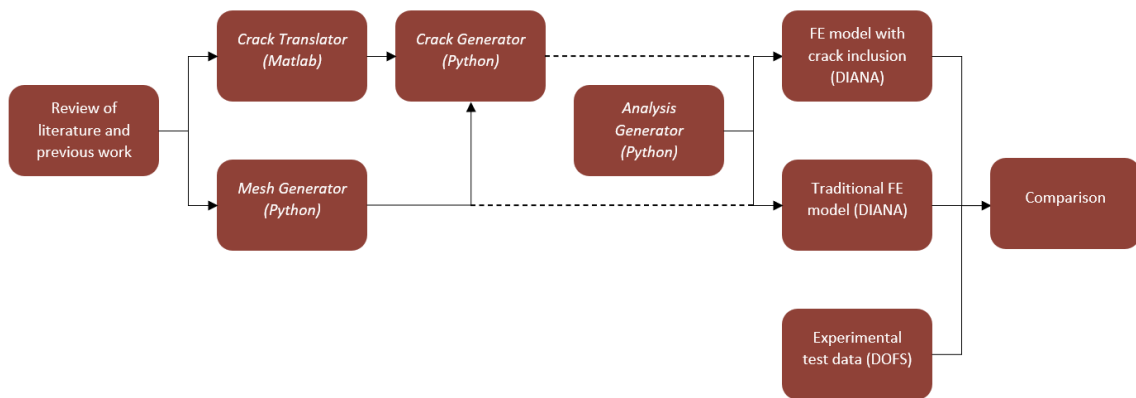 Review of
literature and
previous work
Crack Translator
(Matlab)
Crack Generator
(Python)
Mesh Generator
(Python)
Analysis
Generator
(Python)
FE model with
crack inclusion
(DIANA)
Traditional FE
model (DIANA)
Experimental
test data (DOFS)
Comparison